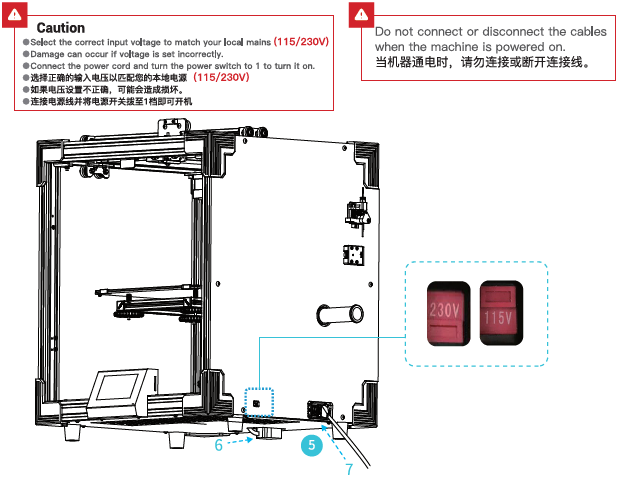 Caution
●Select the correct input voltage to match your local mains (115/230V)
●Damage can occur if voltage is set incorrectly.
●Connect the power cord and turn the power switch to 1 to turn it on.
●选择正确的输入电压以匹配您的本地电源（115/230V）
●如果电压设置不正确，可能会造成损坏。
●连接电源线并将电源开关拨至1档即可开机
Do not connect or disconnect the cables
when the machine is powered on.
当机器通电时，请勿连接或断开连接线。
230V
115V
6
5
7